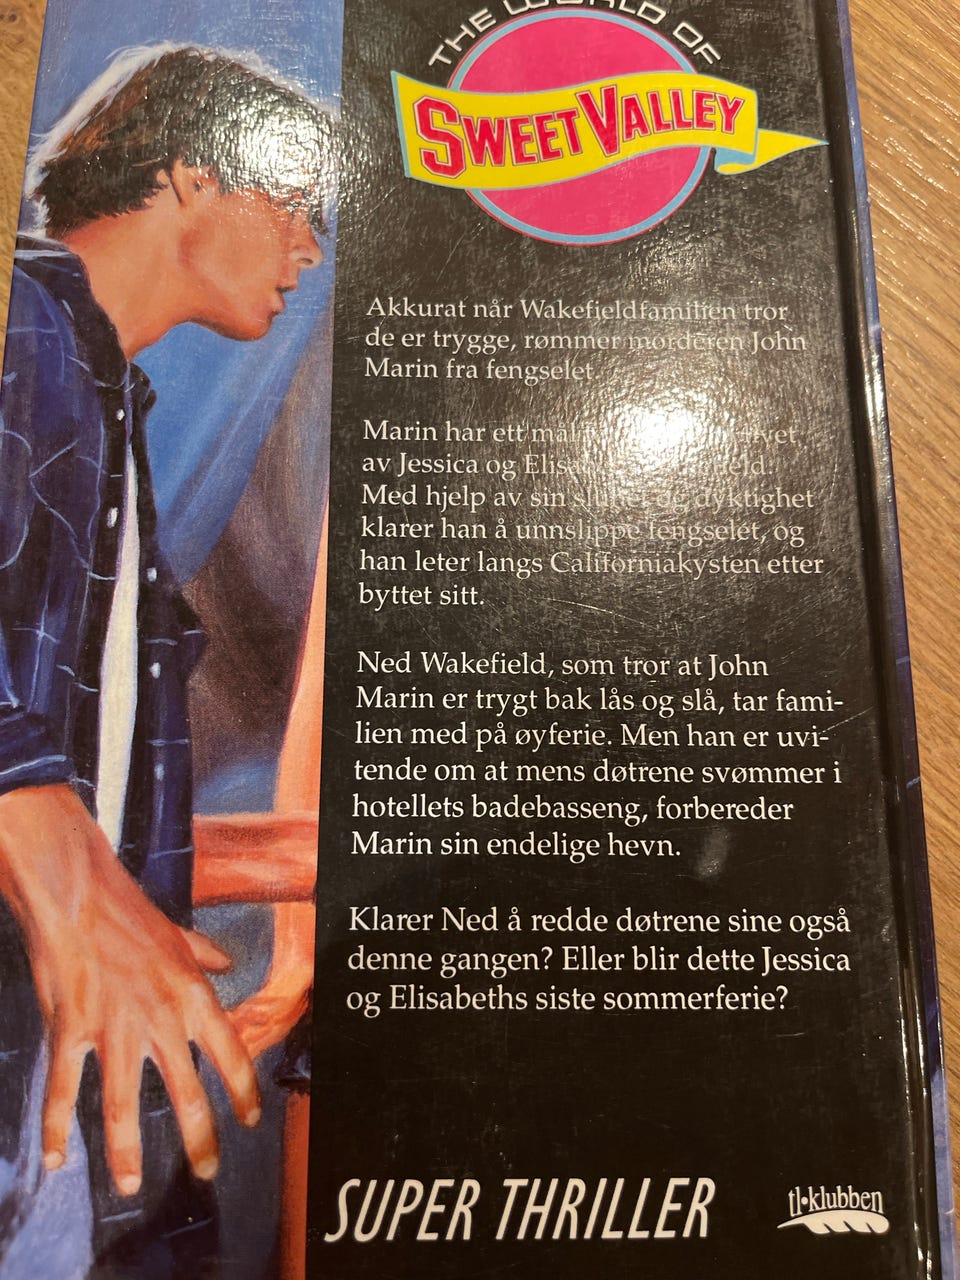 THE WORLD OF
SWEET VALLEY
Akkurat når Wakefieldfamilien tror
de er trygge, rømmer morderen John
Marin fra fengselet.
Marin har ett mål
av Jessica og
Med hjelp av sin og dyktighet
klarer han å unnslippe fengselet, og
han leter langs Californiakysten etter
byttet sitt.
Ned Wakefield, som tror at John
Marin er trygt bak lås og slå, tar fami-
lien med på øyferie. Men han er uvi-
tende om at mens døtrene svømmer i
hotellets badebasseng, forbereder
Marin sin endelige hevn.
Klarer Ned å redde døtrene sine også
denne gangen? Eller blir dette Jessica
og Elisabeths siste sommerferie?
SUPER THRILLER
tl•klubben